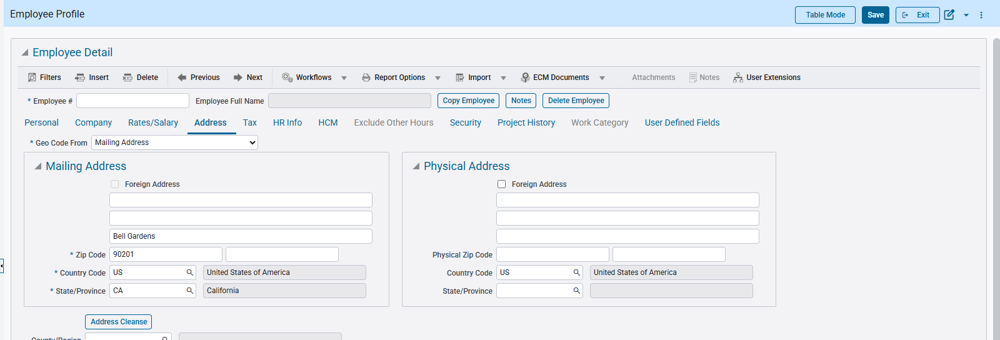 Employee Profile
Table Mode Save Exit
Employee Detail
Filters Insert Delete Previous Next Workflows Report Options Import ECM Documents Attachments Notes User Extensions
* Employee # Employee Full Name Copy Employee Notes Delete Employee
Personal Company Rates/Salary Address Tax HR Info HCM Exclude Other Hours Security Project History Work Category User Defined Fields
* Geo Code From Mailing Address
Mailing Address
Foreign Address
Bell Gardens
* Zip Code 90201
* Country Code US United States of America
* State/Province CA California
Physical Address
Foreign Address
Physical Zip Code
Country Code US United States of America
State/Province
Address Cleanse
County/Region